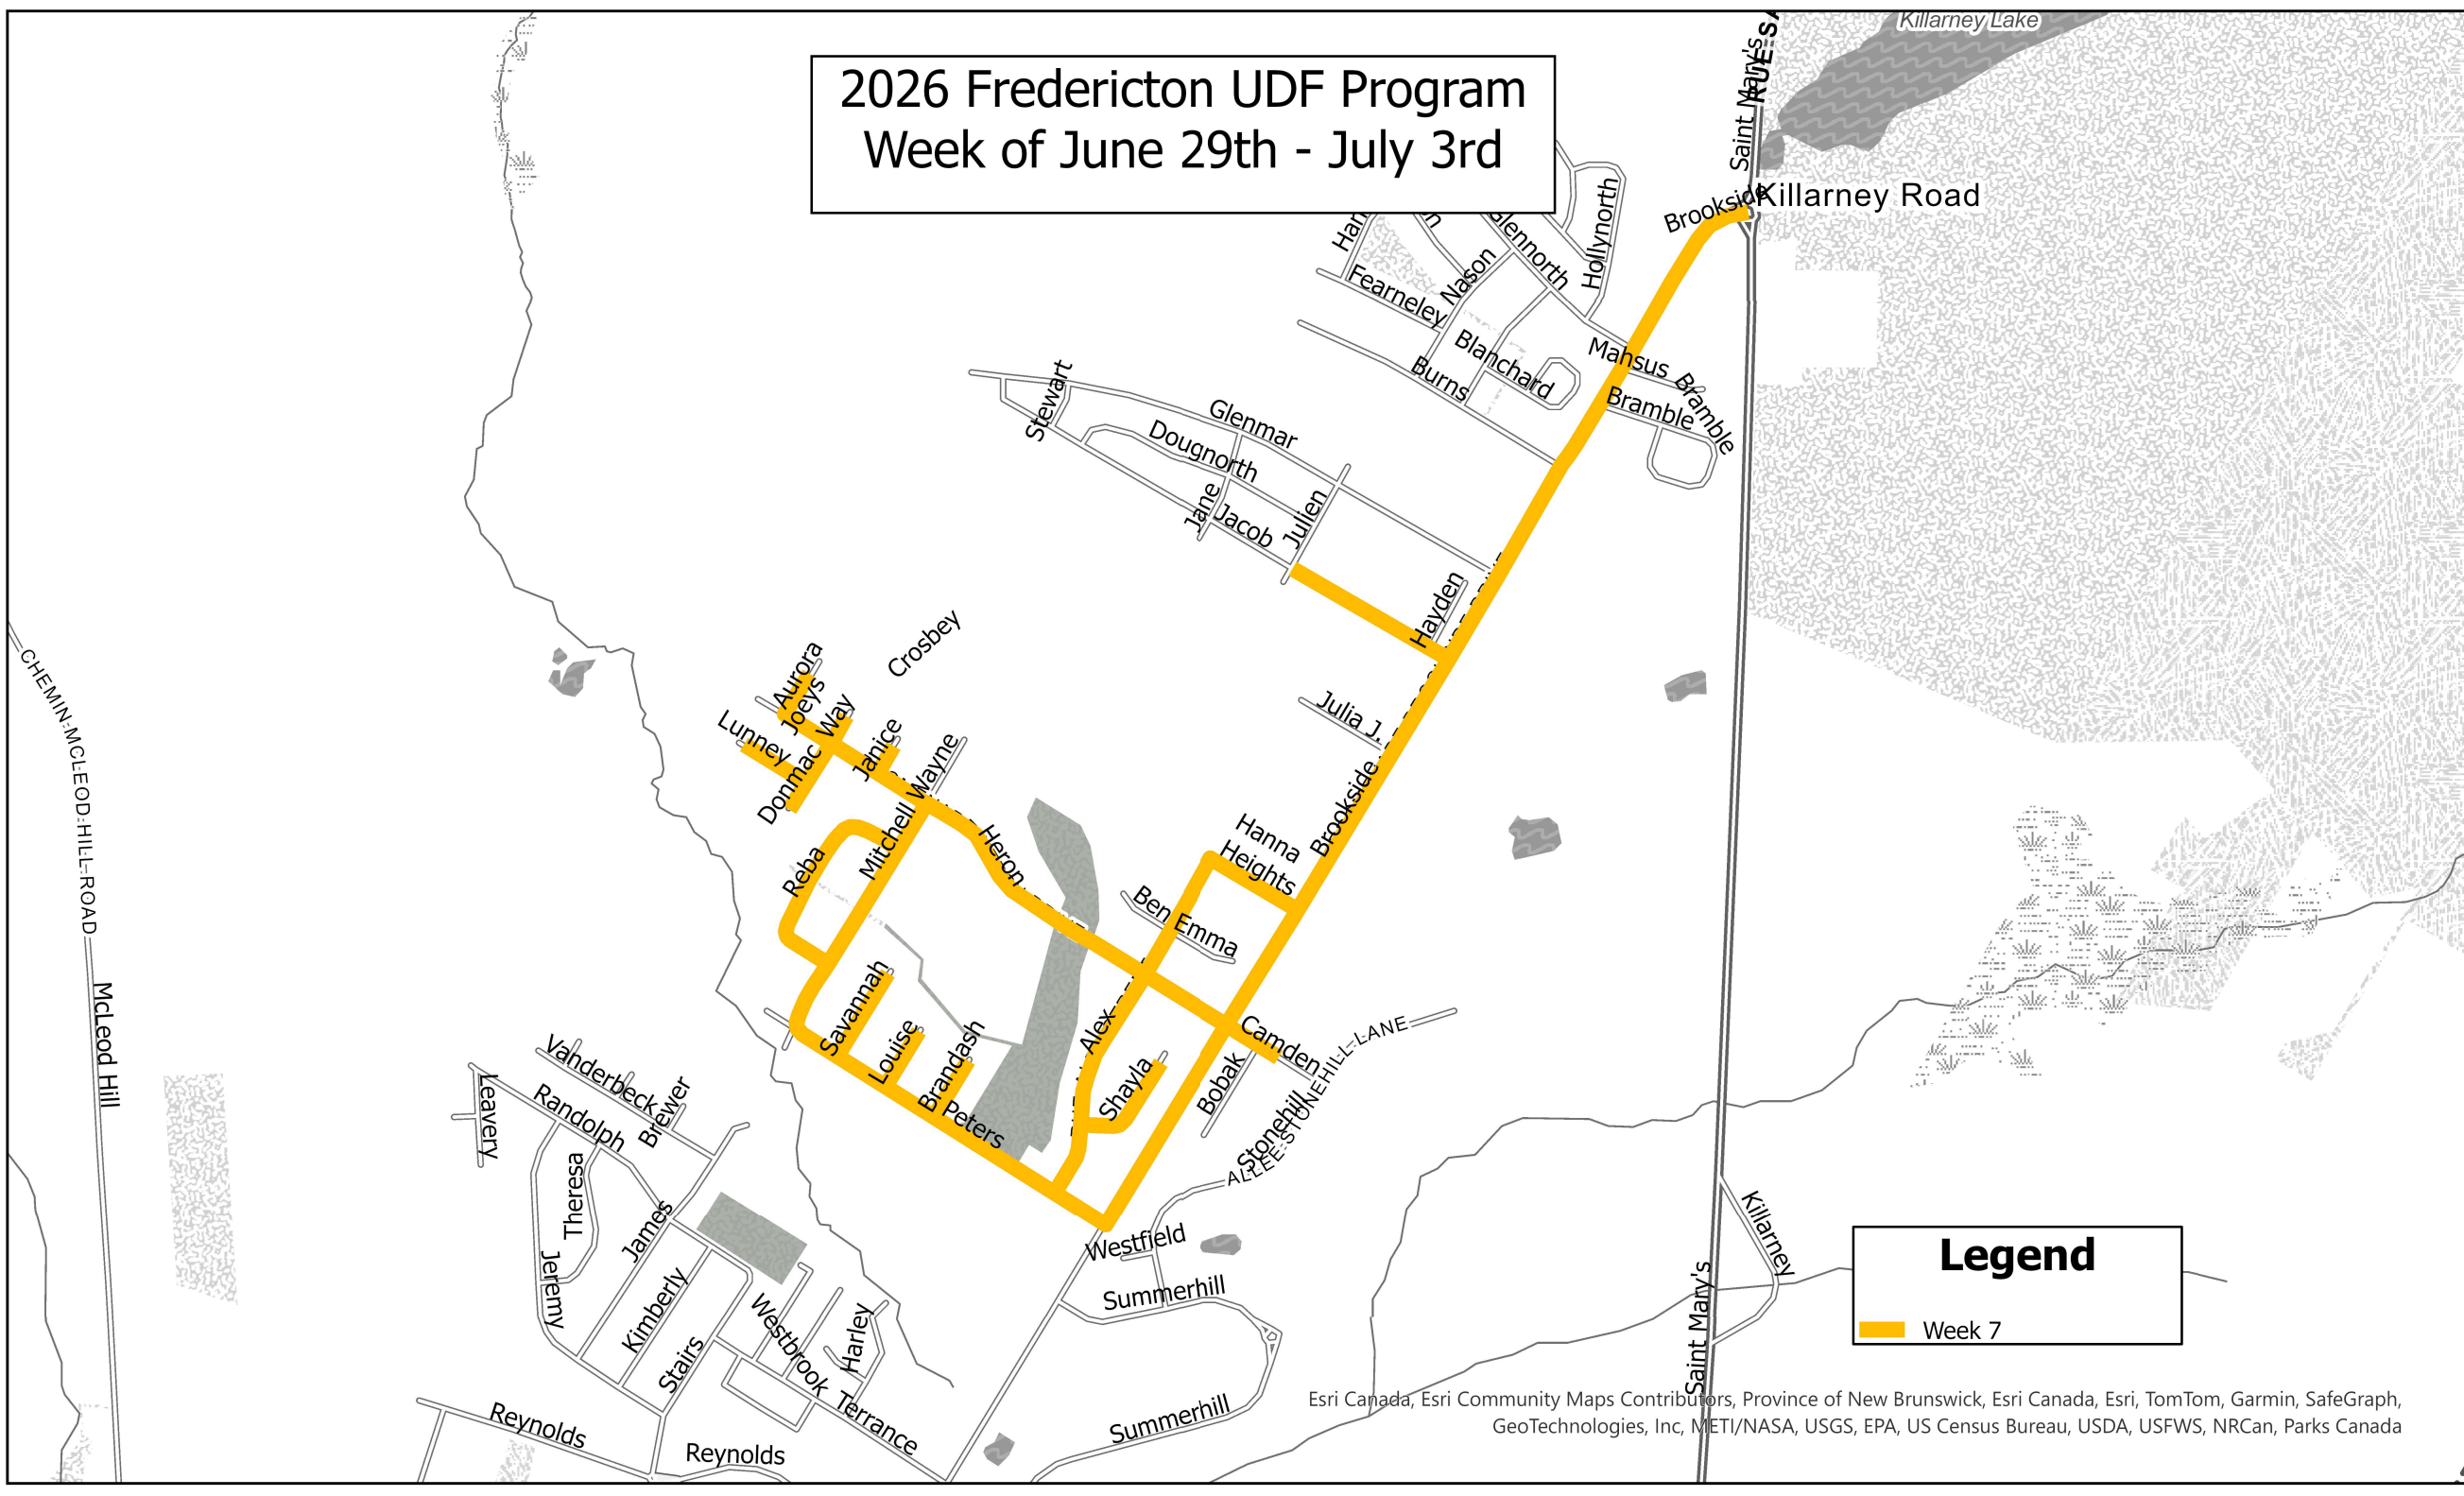 Killarney Lake
2026 Fredericton UDF Program
Week of June 29th - July 3rd
Saint Mary's
Brookside
Killarney Road
Hollynorth
Glennorth
Nason
Fearneley
Blanchard
Burns
Mahsus
Bramble
Bramble
Stewart
Glenmar
Dougnorth
Jane
Jacob
Julien
Hayden
Crosbey
Aurora
Joeys
Lunney
Donmac Way
Janice
Wayne
Mitchell
Julia J.
Brookside
Heron
Hanna
Heights
Reba
Ben Emma
CHEMIN-MCLEOD-HILL-ROAD
McLeod Hill
Savannah
Louise
Brandash
Peters
Alex
Shayla
Camden
Bobak
Stonehill
ALLEE-STONEHILL-LANE
Vanderbeck
Brewer
Randolph
Leavery
Theresa
James
Jeremy
Kimberly
Stairs
Westbrook
Harley
Terrance
Reynolds
Reynolds
Westfield
Summerhill
Summerhill
Killarney
Saint Mary's
Legend
Week 7
Esri Canada, Esri Community Maps Contributors, Province of New Brunswick, Esri Canada, Esri, TomTom, Garmin, SafeGraph,
GeoTechnologies, Inc, METI/NASA, USGS, EPA, US Census Bureau, USDA, USFWS, NRCan, Parks Canada